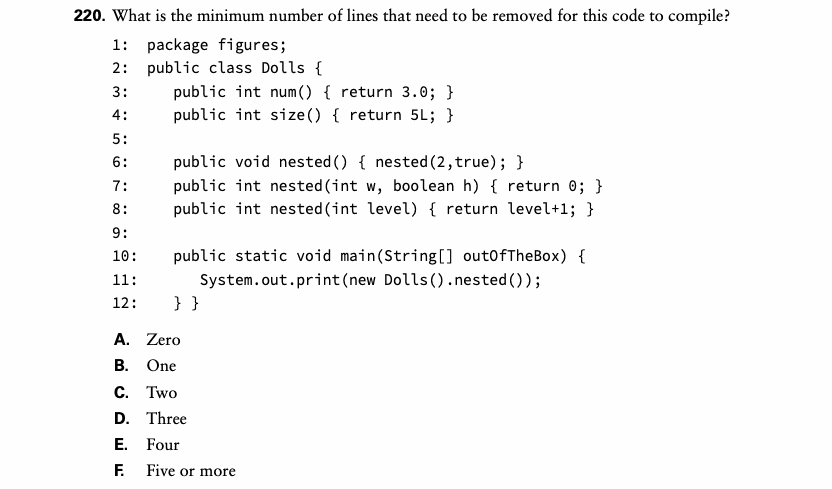 220. What is the minimum number of lines that need to be removed for this code to compile?
1: package figures;
2: public class Dolls {
3: public int num() { return 3.0; }
4: public int size() { return 5L; }
5:
6: public void nested() { nested(2,true); }
7: public int nested(int w, boolean h) { return 0; }
8: public int nested(int level) { return level+1; }
9:
10: public static void main(String[] outOfTheBox) {
11: System.out.print(new Dolls().nested());
12: } }
A. Zero
B. One
C. Two
D. Three
E. Four
F. Five or more